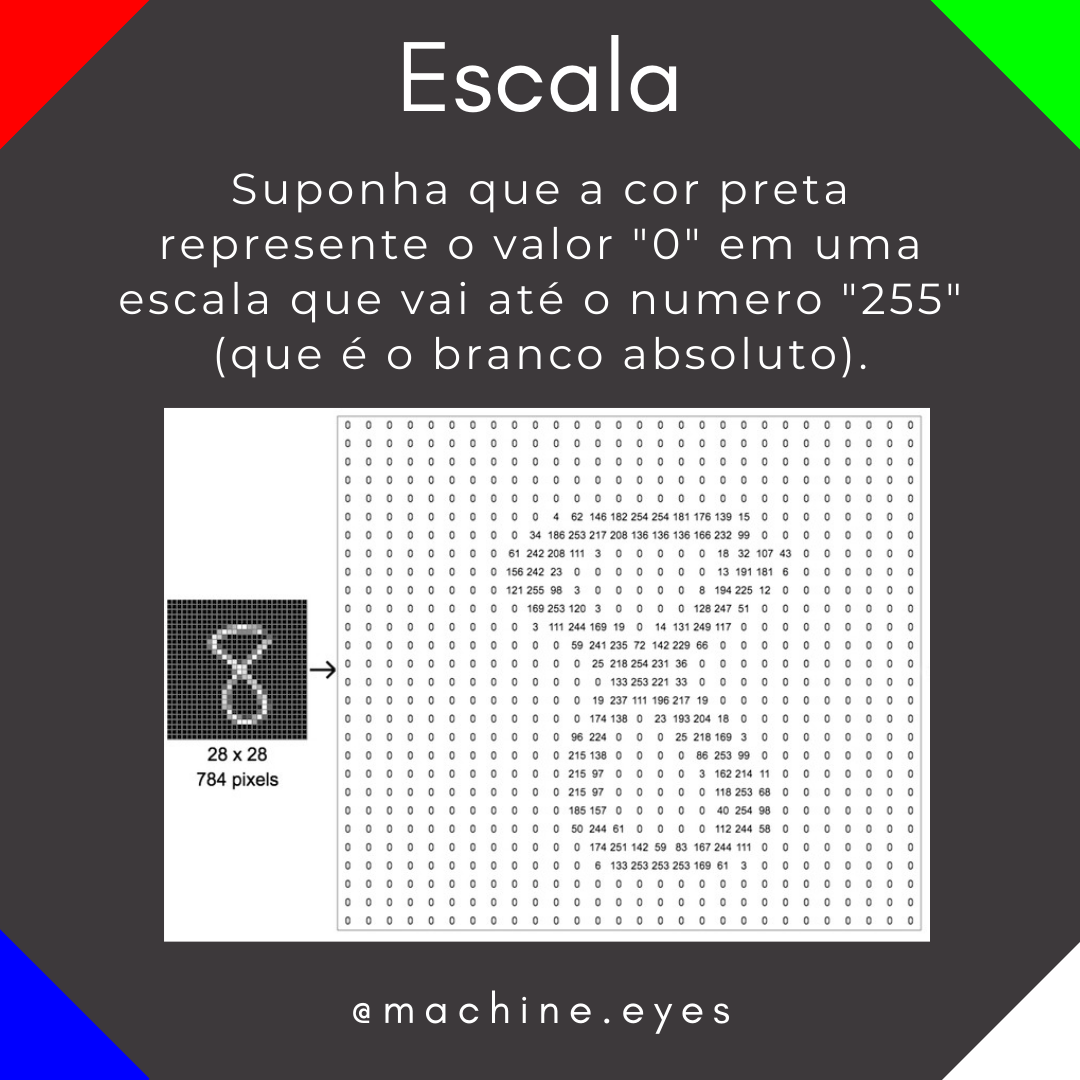 Escala
Suponha que a cor preta
represente o valor "0" em uma
escala que vai até o numero "255"
(que é o branco absoluto).
0 0 0 0 0 0 0 0 0 0 0 0 0 0 0 0 0 0 0 0 0 0 0 0 0 0 0 0
0 0 0 0 0 0 0 0 0 0 0 0 0 0 0 0 0 0 0 0 0 0 0 0 0 0 0 0
0 0 0 0 0 0 0 0 0 0 0 0 0 0 0 0 0 0 0 0 0 0 0 0 0 0 0 0
0 0 0 0 0 0 0 0 0 0 0 0 0 0 0 0 0 0 0 0 0 0 0 0 0 0 0 0
0 0 0 0 0 0 0 0 0 0 0 0 0 0 0 0 0 0 0 0 0 0 0 0 0 0 0 0
0 0 0 0 0 0 0 0 0 0 4 62 146 182 254 254 181 176 139 15 0 0 0 0 0 0 0 0
0 0 0 0 0 0 0 0 0 34 186 253 217 208 136 136 136 166 232 99 0 0 0 0 0 0 0 0
0 0 0 0 0 0 0 0 61 242 208 111 3 0 0 0 0 0 18 32 107 43 0 0 0 0 0 0
0 0 0 0 0 0 0 0 156 242 23 0 0 0 0 0 0 0 13 191 181 6 0 0 0 0 0 0
0 0 0 0 0 0 0 0 121 255 98 3 0 0 0 0 0 8 194 225 12 0 0 0 0 0 0 0
0 0 0 0 0 0 0 0 0 169 253 120 3 0 0 0 0 128 247 51 0 0 0 0 0 0 0 0
0 0 0 0 0 0 0 0 0 3 111 244 169 19 0 14 131 249 117 0 0 0 0 0 0 0 0 0
0 0 0 0 0 0 0 0 0 0 0 59 241 235 72 142 229 66 0 0 0 0 0 0 0 0 0 0
0 0 0 0 0 0 0 0 0 0 0 0 25 218 254 231 36 0 0 0 0 0 0 0 0 0 0 0
0 0 0 0 0 0 0 0 0 0 0 0 0 133 253 221 33 0 0 0 0 0 0 0 0 0 0 0
0 0 0 0 0 0 0 0 0 0 0 0 19 237 111 196 217 19 0 0 0 0 0 0 0 0 0 0
0 0 0 0 0 0 0 0 0 0 0 0 174 138 0 23 193 204 18 0 0 0 0 0 0 0 0 0
0 0 0 0 0 0 0 0 0 0 0 96 224 0 0 0 25 218 169 3 0 0 0 0 0 0 0 0
0 0 0 0 0 0 0 0 0 0 0 215 138 0 0 0 0 86 253 99 0 0 0 0 0 0 0 0
0 0 0 0 0 0 0 0 0 0 0 215 97 0 0 0 0 3 162 214 11 0 0 0 0 0 0 0
0 0 0 0 0 0 0 0 0 0 0 215 97 0 0 0 0 0 118 253 68 0 0 0 0 0 0 0
0 0 0 0 0 0 0 0 0 0 0 185 157 0 0 0 0 0 40 254 98 0 0 0 0 0 0 0
0 0 0 0 0 0 0 0 0 0 0 50 244 61 0 0 0 0 112 244 58 0 0 0 0 0 0 0
0 0 0 0 0 0 0 0 0 0 0 0 174 251 142 59 83 167 244 111 0 0 0 0 0 0 0 0
0 0 0 0 0 0 0 0 0 0 0 0 6 133 253 253 253 169 61 3 0 0 0 0 0 0 0 0
0 0 0 0 0 0 0 0 0 0 0 0 0 0 0 0 0 0 0 0 0 0 0 0 0 0 0 0
0 0 0 0 0 0 0 0 0 0 0 0 0 0 0 0 0 0 0 0 0 0 0 0 0 0 0 0
0 0 0 0 0 0 0 0 0 0 0 0 0 0 0 0 0 0 0 0 0 0 0 0 0 0 0 0
28 x 28
784 pixels
@machine.eyes